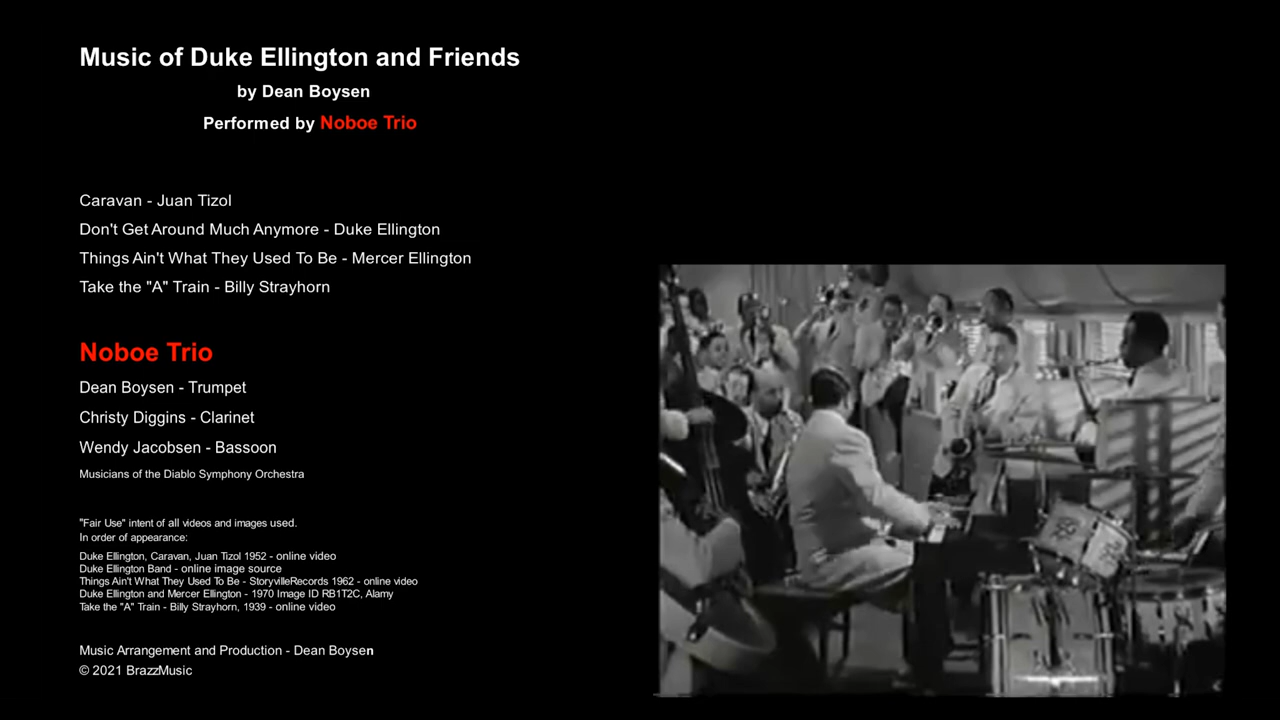 Music of Duke Ellington and Friends
by Dean Boysen
Performed by Noboe Trio
Caravan - Juan Tizol
Don't Get Around Much Anymore - Duke Ellington
Things Ain't What They Used To Be - Mercer Ellington
Take the "A" Train - Billy Strayhorn
Noboe Trio
Dean Boysen - Trumpet
Christy Diggins - Clarinet
Wendy Jacobsen - Bassoon
Musicians of the Diablo Symphony Orchestra
"Fair Use" intent of all videos and images used.
In order of appearance:
Duke Ellington, Caravan, Juan Tizol 1952 - online video
Duke Ellington Band - online image source
Things Ain't What They Used To Be - StoryvilleRecords 1962 - online video
Duke Ellington and Mercer Ellington - 1970 Image ID RB1T2C, Alamy
Take the "A" Train - Billy Strayhorn, 1939 - online video
Music Arrangement and Production - Dean Boysen
© 2021 BrazzMusic